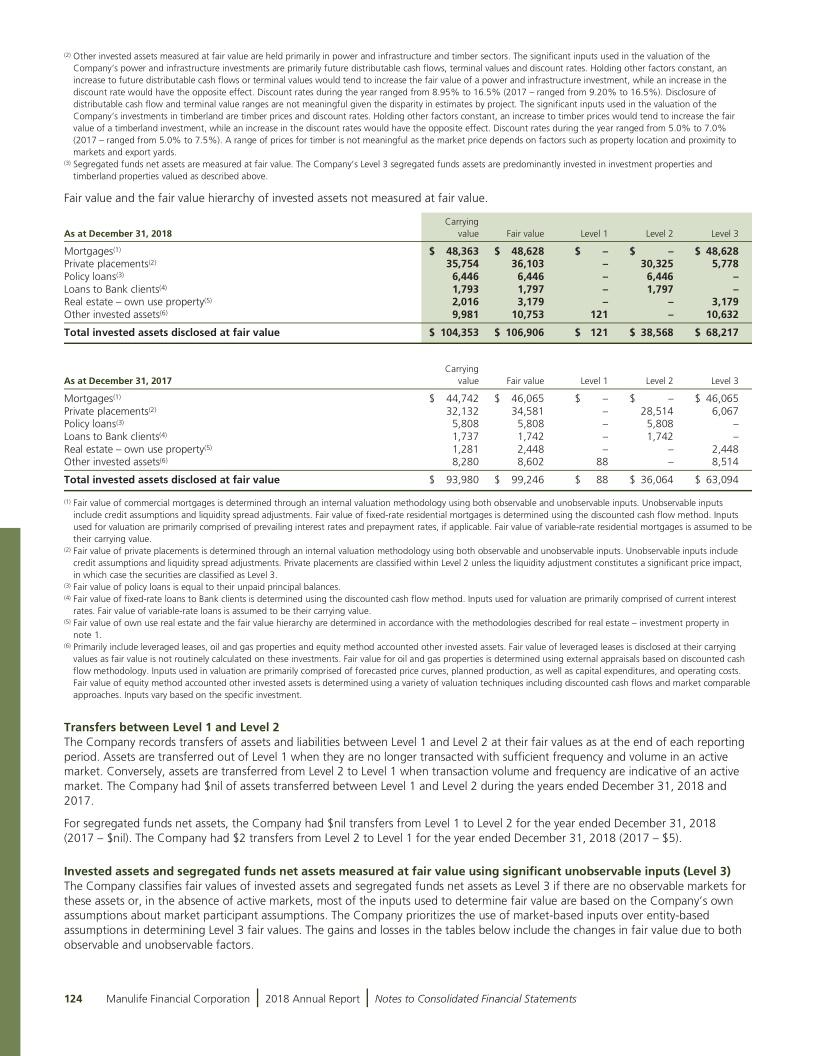 (2) Other invested assets measured at fair value are held primarily in power and infrastructure and timber sectors. The significant inputs used in the valuation of the
Company's power and infrastructure investments are primarily future distributable cash flows, terminal values and discount rates. Holding other factors constant, an
increase to future distributable cash flows or terminal values would tend to increase the fair value of a power and infrastructure investment, while an increase in the
discount rate would have the opposite effect. Discount rates during the year ranged from 8.95% to 16.5% (2017 – ranged from 9.20% to 16.5%). Disclosure of
distributable cash flow and terminal value ranges are not meaningful given the disparity in estimates by project. The significant inputs used in the valuation of the
Company's investments in timberland are timber prices and discount rates. Holding other factors constant, an increase to timber prices would tend to increase the fair
value of a timberland investment, while an increase in the discount rates would have the opposite effect. Discount rates during the year ranged from 5.0% to 7.0%
(2017 – ranged from 5.0% to 7.5%). A range of prices for timber is not meaningful as the market price depends on factors such as property location and proximity to
markets and export yards.
(3) Segregated funds net assets are measured at fair value. The Company's Level 3 segregated funds assets are predominantly invested in investment properties and
timberland properties valued as described above.
Fair value and the fair value hierarchy of invested assets not measured at fair value.
Carrying
As at December 31, 2018 value Fair value Level 1 Level 2 Level 3
Mortgages(1) $ 48,363 $ 48,628 $ – $ – $ 48,628
Private placements(2) 35,754 36,103 – 30,325 5,778
Policy loans(3) 6,446 6,446 – 6,446 –
Loans to Bank clients(4) 1,793 1,797 – 1,797 –
Real estate – own use property(5) 2,016 3,179 – – 3,179
Other invested assets(6) 9,981 10,753 121 – 10,632
Total invested assets disclosed at fair value $ 104,353 $ 106,906 $ 121 $ 38,568 $ 68,217
Carrying
As at December 31, 2017 value Fair value Level 1 Level 2 Level 3
Mortgages(1) $ 44,742 $ 46,065 $ – $ – $ 46,065
Private placements(2) 32,132 34,581 – 28,514 6,067
Policy loans(3) 5,808 5,808 – 5,808 –
Loans to Bank clients(4) 1,737 1,742 – 1,742 –
Real estate – own use property(5) 1,281 2,448 – – 2,448
Other invested assets(6) 8,280 8,602 88 – 8,514
Total invested assets disclosed at fair value $ 93,980 $ 99,246 $ 88 $ 36,064 $ 63,094
(1) Fair value of commercial mortgages is determined through an internal valuation methodology using both observable and unobservable inputs. Unobservable inputs
include credit assumptions and liquidity spread adjustments. Fair value of fixed-rate residential mortgages is determined using the discounted cash flow method. Inputs
used for valuation are primarily comprised of prevailing interest rates and prepayment rates, if applicable. Fair value of variable-rate residential mortgages is assumed to be
their carrying value.
(2) Fair value of private placements is determined through an internal valuation methodology using both observable and unobservable inputs. Unobservable inputs include
credit assumptions and liquidity spread adjustments. Private placements are classified within Level 2 unless the liquidity adjustment constitutes a significant price impact,
in which case the securities are classified as Level 3.
(3) Fair value of policy loans is equal to their unpaid principal balances.
(4) Fair value of fixed-rate loans to Bank clients is determined using the discounted cash flow method. Inputs used for valuation are primarily comprised of current interest
rates. Fair value of variable-rate loans is assumed to be their carrying value.
(5) Fair value of own use real estate and the fair value hierarchy are determined in accordance with the methodologies described for real estate – investment property in
note 1.
(6) Primarily include leveraged leases, oil and gas properties and equity method accounted other invested assets. Fair value of leveraged leases is disclosed at their carrying
values as fair value is not routinely calculated on these investments. Fair value for oil and gas properties is determined using external appraisals based on discounted cash
flow methodology. Inputs used in valuation are primarily comprised of forecasted price curves, planned production, as well as capital expenditures, and operating costs.
Fair value of equity method accounted other invested assets is determined using a variety of valuation techniques including discounted cash flows and market comparable
approaches. Inputs vary based on the specific investment.
Transfers between Level 1 and Level 2
The Company records transfers of assets and liabilities between Level 1 and Level 2 at their fair values as at the end of each reporting
period. Assets are transferred out of Level 1 when they are no longer transacted with sufficient frequency and volume in an active
market. Conversely, assets are transferred from Level 2 to Level 1 when transaction volume and frequency are indicative of an active
market. The Company had $nil of assets transferred between Level 1 and Level 2 during the years ended December 31, 2018 and
2017.
For segregated funds net assets, the Company had $nil transfers from Level 1 to Level 2 for the year ended December 31, 2018
(2017 – $nil). The Company had $2 transfers from Level 2 to Level 1 for the year ended December 31, 2018 (2017 – $5).
Invested assets and segregated funds net assets measured at fair value using significant unobservable inputs (Level 3)
The Company classifies fair values of invested assets and segregated funds net assets as Level 3 if there are no observable markets for
these assets or, in the absence of active markets, most of the inputs used to determine fair value are based on the Company's own
assumptions about market participant assumptions. The Company prioritizes the use of market-based inputs over entity-based
assumptions in determining Level 3 fair values. The gains and losses in the tables below include the changes in fair value due to both
observable and unobservable factors.
124 Manulife Financial Corporation | 2018 Annual Report | Notes to Consolidated Financial Statements